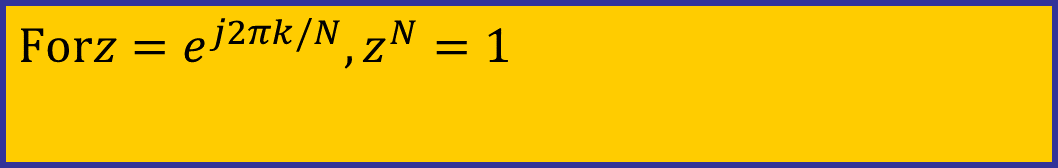 Forz = e^{j2πk/N}, z^N = 1